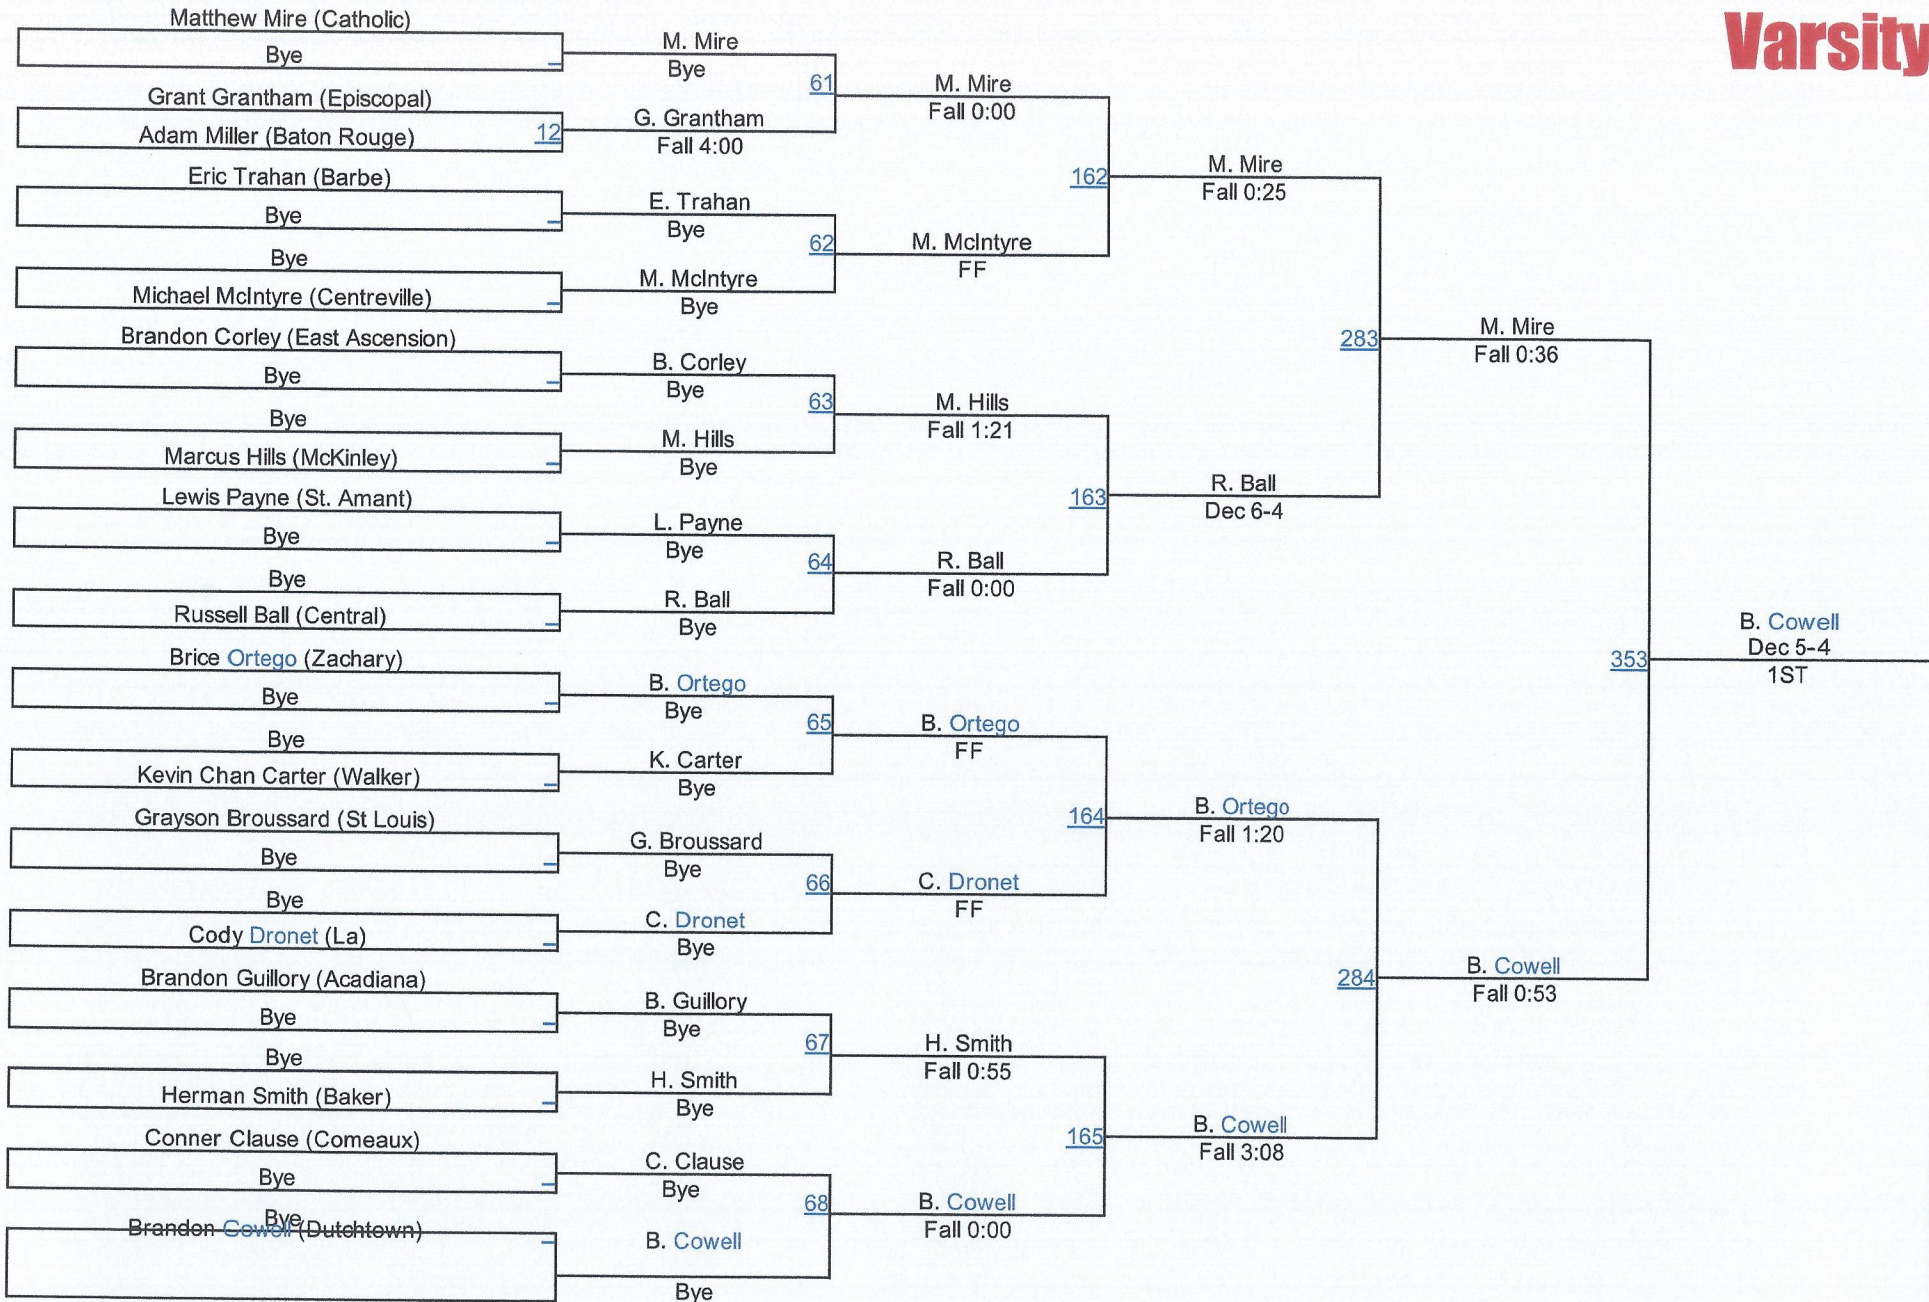 Varsity
Matthew Mire (Catholic)
Bye
Grant Grantham (Episcopal)
Adam Miller (Baton Rouge) 12
Eric Trahan (Barbe)
Bye
Bye
Michael McIntyre (Centreville)
Brandon Corley (East Ascension)
Bye
Bye
Marcus Hills (McKinley)
Lewis Payne (St. Amant)
Bye
Bye
Russell Ball (Central)
Brice Ortego (Zachary)
Bye
Bye
Kevin Chan Carter (Walker)
Grayson Broussard (St Louis)
Bye
Bye
Cody Dronet (La)
Brandon Guillory (Acadiana)
Bye
Bye
Herman Smith (Baker)
Conner Clause (Comeaux)
Bye
Bye
Brandon Cowell (Dutchtown)
M. Mire
Bye
61
G. Grantham
Fall 4:00
E. Trahan
Bye
62
M. McIntyre
Bye
B. Corley
Bye
63
M. Hills
Bye
L. Payne
Bye
64
R. Ball
Bye
B. Ortego
Bye
65
K. Carter
Bye
G. Broussard
Bye
66
C. Dronet
Bye
B. Guillory
Bye
67
H. Smith
Bye
C. Clause
Bye
68
B. Cowell
Bye
M. Mire
Fall 0:00
162
M. McIntyre
FF
M. Hills
Fall 1:21
163
R. Ball
Fall 0:00
B. Ortego
FF
164
C. Dronet
FF
H. Smith
Fall 0:55
165
B. Cowell
Fall 0:00
M. Mire
Fall 0:25
283
R. Ball
Dec 6-4
B. Ortego
Fall 1:20
284
B. Cowell
Fall 3:08
M. Mire
Fall 0:36
353
B. Cowell
Fall 0:53
B. Cowell
Dec 5-4
1ST